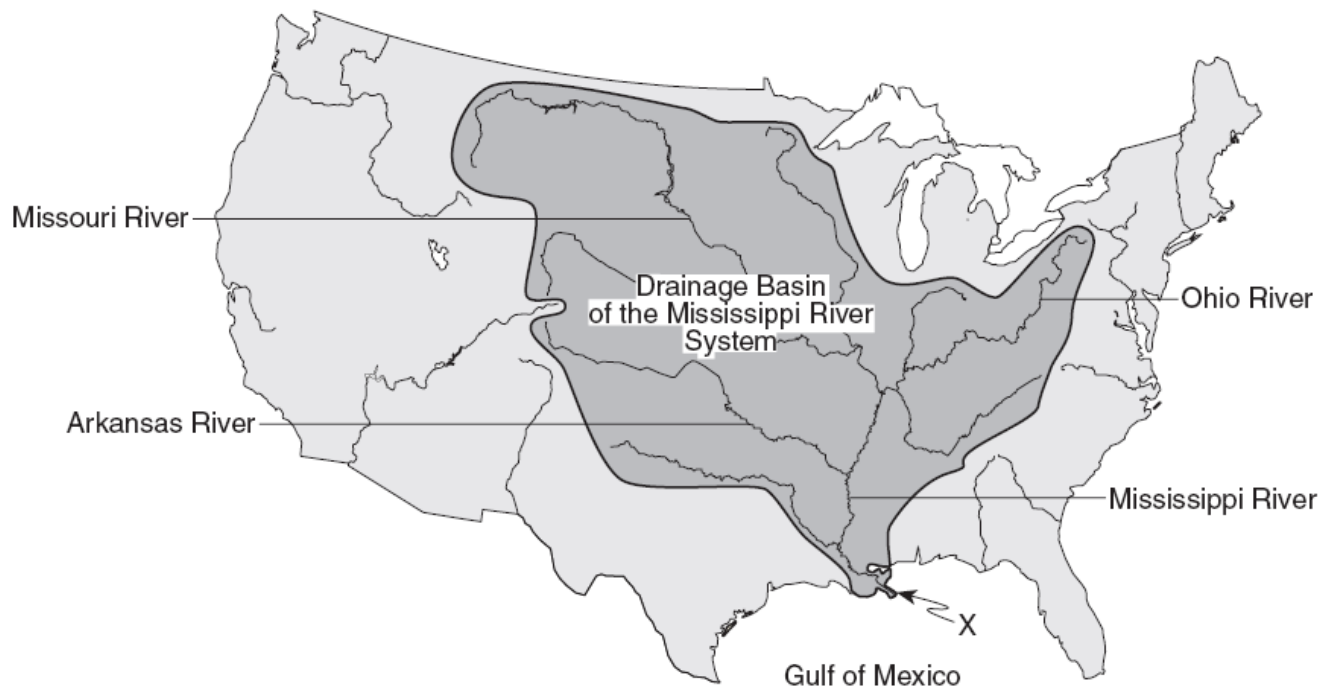 Missouri River
Drainage Basin
of the Mississippi River
System
Ohio River
Arkansas River
Mississippi River
X
Gulf of Mexico